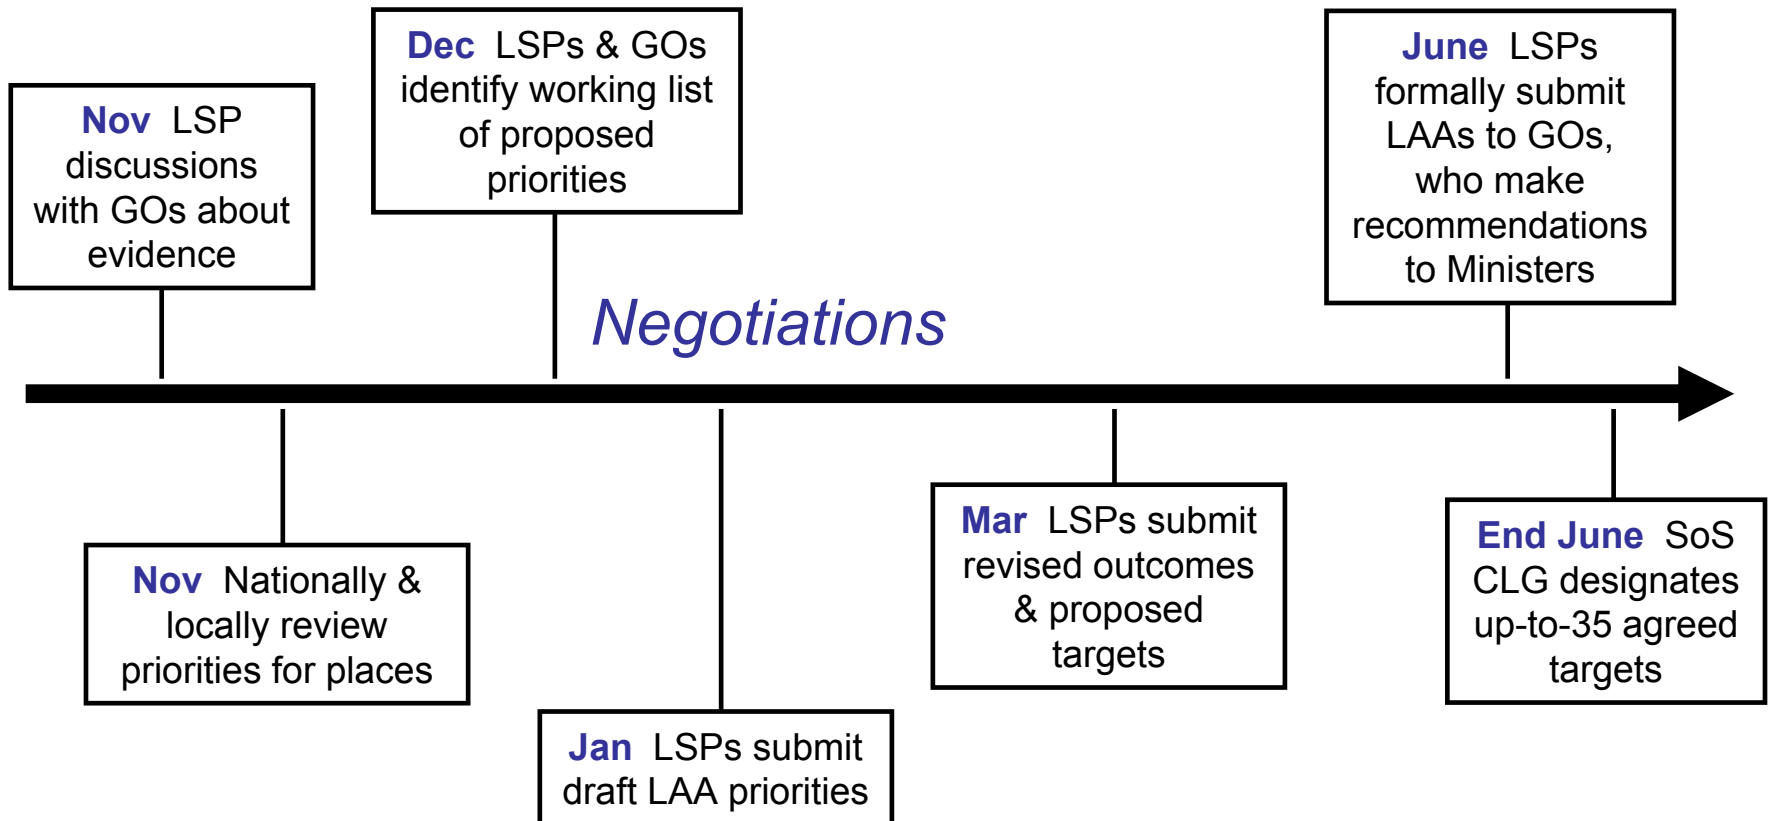 Nov LSP
discussions
with GOs about
evidence
Dec LSPs & GOs
identify working list
of proposed
priorities
June LSPs
formally submit
LAAs to GOs,
who make
recommendations
to Ministers
Negotiations
Nov Nationally &
locally review
priorities for places
Jan LSPs submit
draft LAA priorities
Mar LSPs submit
revised outcomes
& proposed
targets
End June SoS
CLG designates
up-to-35 agreed
targets